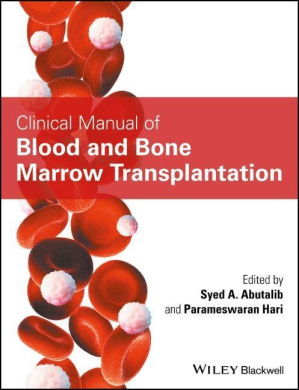 Clinical Manual of
Blood and Bone
Marrow Transplantation
Edited by
Syed A. Abutalib
and Parameswaran Hari
WILEY Blackwell